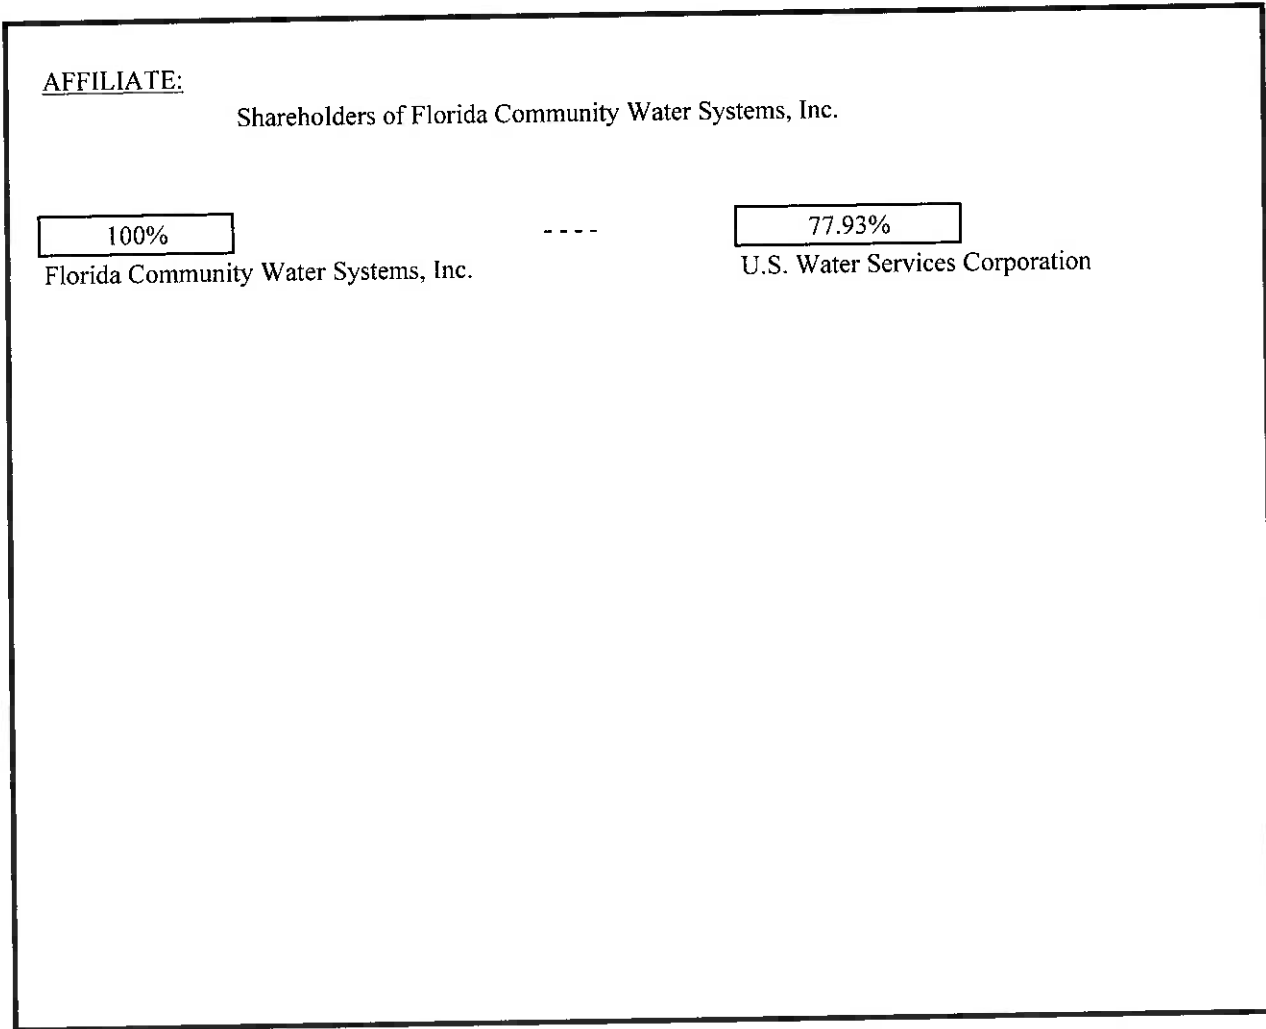 AFFILIATE:
Shareholders of Florida Community Water Systems, Inc.
100% ---- 77.93%
Florida Community Water Systems, Inc. U.S. Water Services Corporation